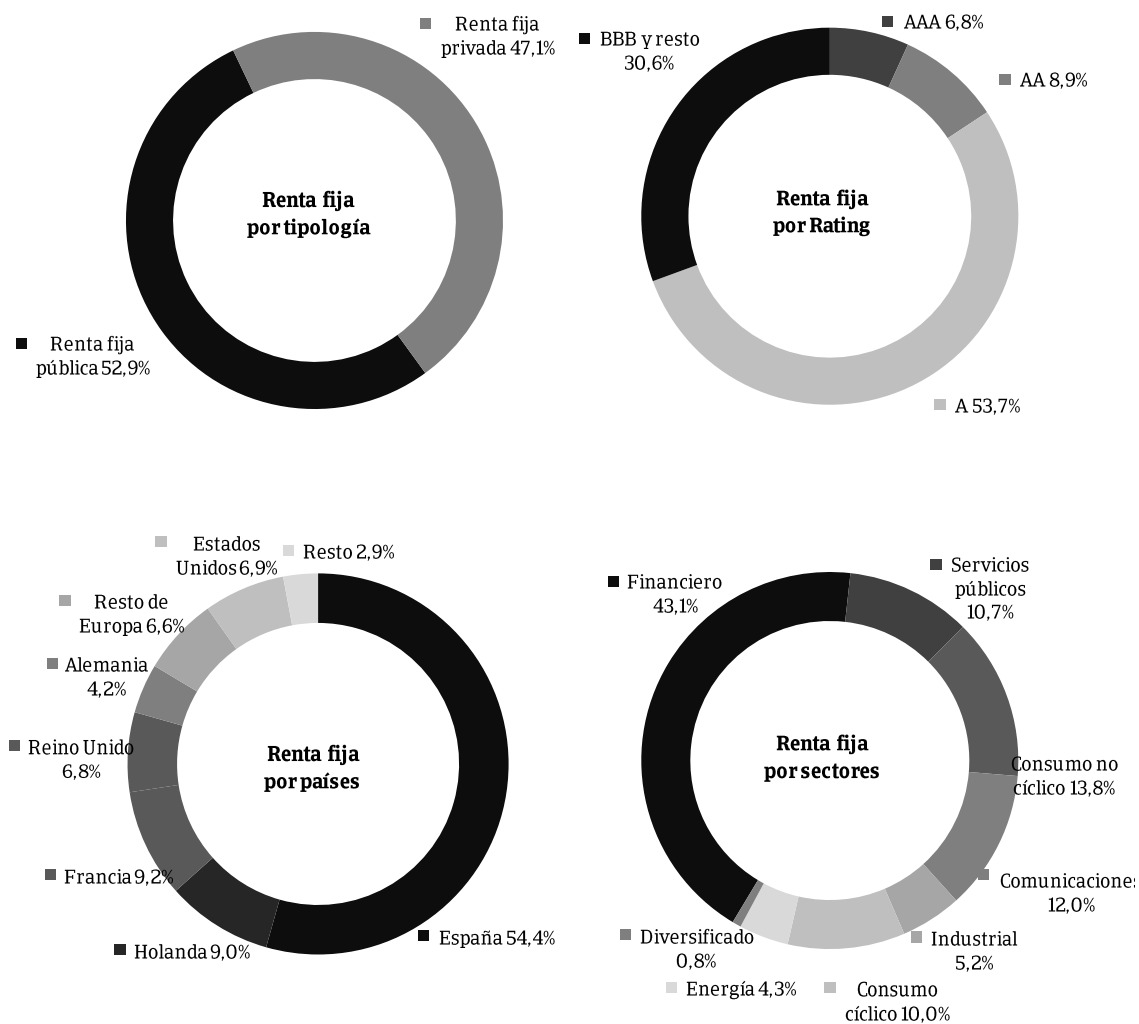 Renta fija
privada 47,1%
Renta fija
por tipología
Renta fija
pública 52,9%
AAA 6,8%
BBB y resto
30,6%
AA 8,9%
Renta fija
por Rating
A 53,7%
Estados
Unidos 6,9%
Resto 2,9%
Resto de
Europa 6,6%
Alemania
4,2%
Reino Unido
6,8%
Renta fija
por países
Francia 9,2%
Holanda 9,0%
España 54,4%
Servicios
públicos
10,7%
Financiero
43,1%
Renta fija
por sectores
Consumo no
cíclico 13,8%
Comunicaciones
12,0%
Diversificado
0,8%
Industrial
5,2%
Energía 4,3%
Consumo
cíclico 10,0%